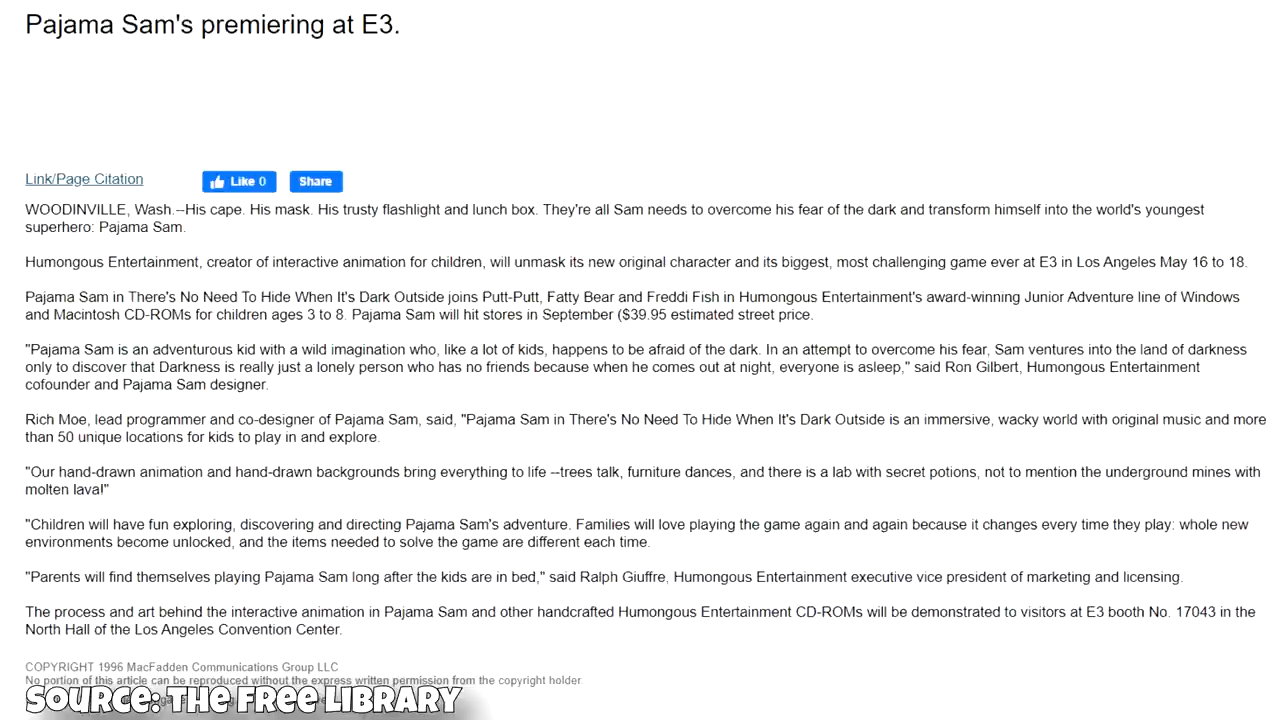 Pajama Sam's premiering at E3.
Link/Page Citation
Like 0
Share
WOODINVILLE, Wash.--His cape. His mask. His trusty flashlight and lunch box. They're all Sam needs to overcome his fear of the dark and transform himself into the world's youngest
superhero: Pajama Sam.
Humongous Entertainment, creator of interactive animation for children, will unmask its new original character and its biggest, most challenging game ever at E3 in Los Angeles May 16 to 18.
Pajama Sam in There's No Need To Hide When It's Dark Outside joins Putt-Putt, Fatty Bear and Freddi Fish in Humongous Entertainment's award-winning Junior Adventure line of Windows
and Macintosh CD-ROMs for children ages 3 to 8. Pajama Sam will hit stores in September ($39.95 estimated street price.
"Pajama Sam is an adventurous kid with a wild imagination who, like a lot of kids, happens to be afraid of the dark. In an attempt to overcome his fear, Sam ventures into the land of darkness
only to discover that Darkness is really just a lonely person who has no friends because when he comes out at night, everyone is asleep," said Ron Gilbert, Humongous Entertainment
cofounder and Pajama Sam designer.
Rich Moe, lead programmer and co-designer of Pajama Sam, said, "Pajama Sam in There's No Need To Hide When It's Dark Outside is an immersive, wacky world with original music and more
than 50 unique locations for kids to play in and explore.
"Our hand-drawn animation and hand-drawn backgrounds bring everything to life --trees talk, furniture dances, and there is a lab with secret potions, not to mention the underground mines with
molten lava!"
"Children will have fun exploring, discovering and directing Pajama Sam's adventure. Families will love playing the game again and again because it changes every time they play: whole new
environments become unlocked, and the items needed to solve the game are different each time.
"Parents will find themselves playing Pajama Sam long after the kids are in bed," said Ralph Giuffre, Humongous Entertainment executive vice president of marketing and licensing.
The process and art behind the interactive animation in Pajama Sam and other handcrafted Humongous Entertainment CD-ROMs will be demonstrated to visitors at E3 booth No. 17043 in the
North Hall of the Los Angeles Convention Center.
COPYRIGHT 1996 MacFadden Communications Group LLC
No portion of this article can be reproduced without the express written permission from the copyright holder.
Source: The Free Library